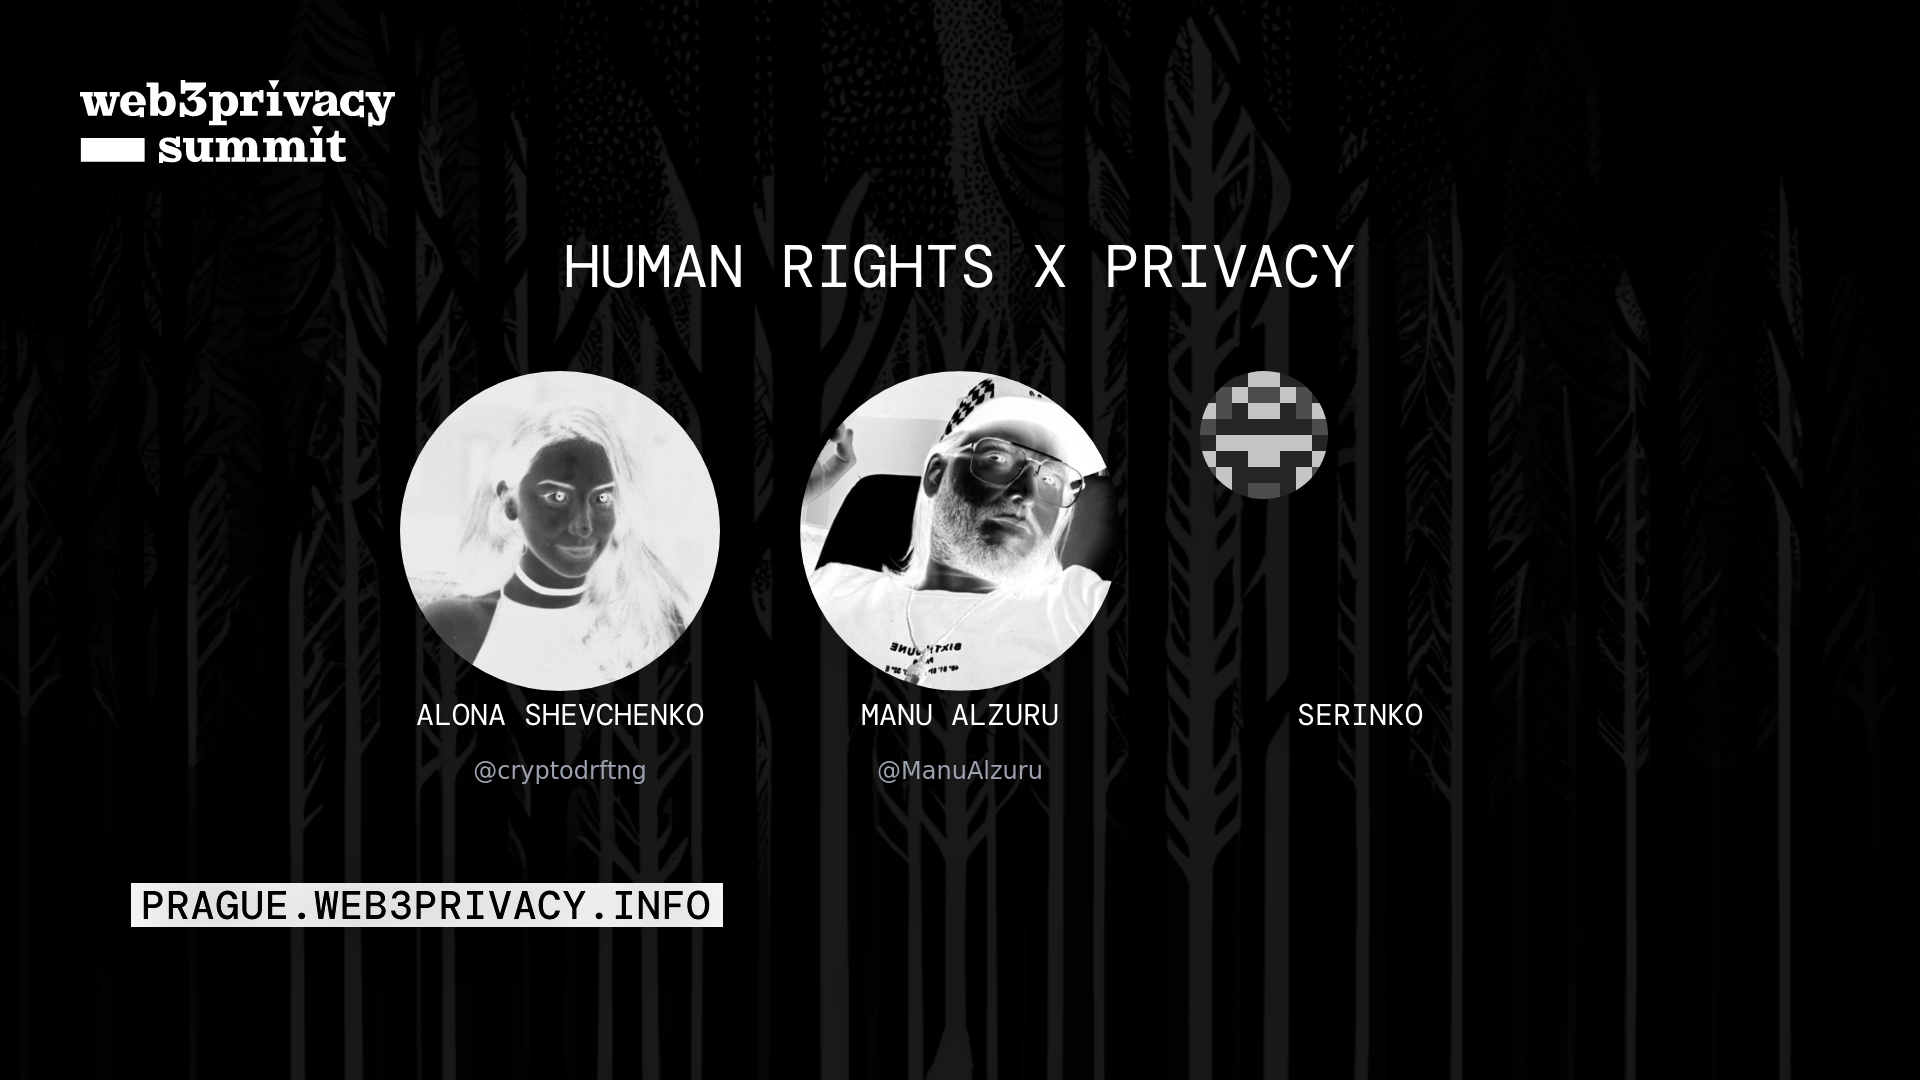 web3privacy
summit
HUMAN RIGHTS X PRIVACY
ALONA SHEVCHENKO
@cryptodrftng
MANU ALZURU
@ManuAlzuru
SERINKO
PRAGUE.WEB3PRIVACY.INFO